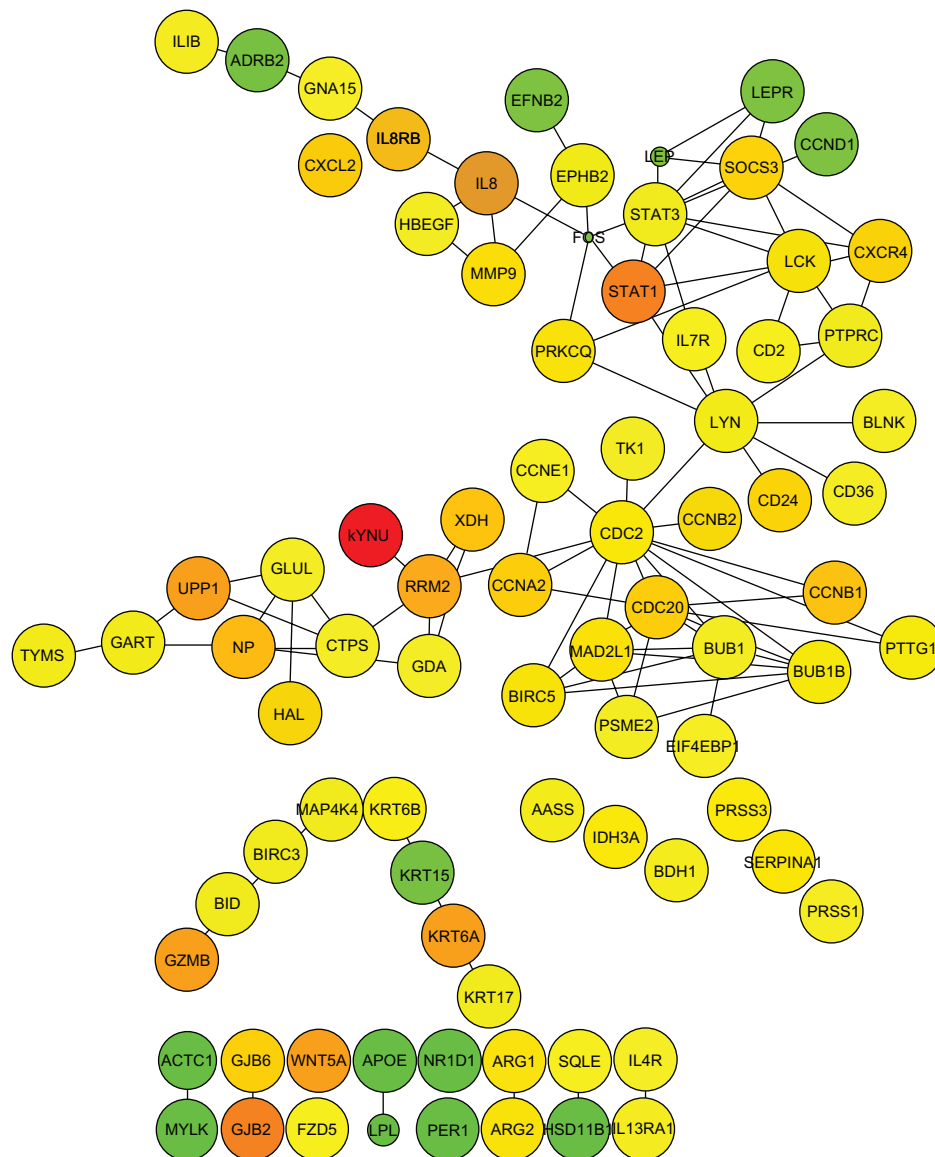 ILIB
ADRB2
GNA15
EFNB2
LEPR
IL8RB
CXCL2
CCND1
LEP
SOCS3
IL8
EPHB2
HBEGF
STAT3
FOS
MMP9
LCK
CXCR4
STAT1
PRKCQ
IL7R
CD2
PTPRC
LYN
BLNK
CCNE1
TK1
CD24
CD36
kYNU
XDH
CDC2
CCNB2
UPP1
GLUL
RRM2
CCNA2
CDC20
CCNB1
TYMS
GART
NP
CTPS
GDA
MAD2L1
BUB1
BUB1B
PTTG1
HAL
BIRC5
PSME2
EIF4EBP1
MAP4K4
KRT6B
AASS
PRSS3
BIRC3
IDH3A
KRT15
BDH1
SERPINA1
BID
PRSS1
GZMB
KRT6A
KRT17
ACTC1
GJB6
WNT5A
APOE
NR1D1
ARG1
SQLE
IL4R
MYLK
GJB2
FZD5
LPL
PER1
ARG2
HSD11B1
IL13RA1